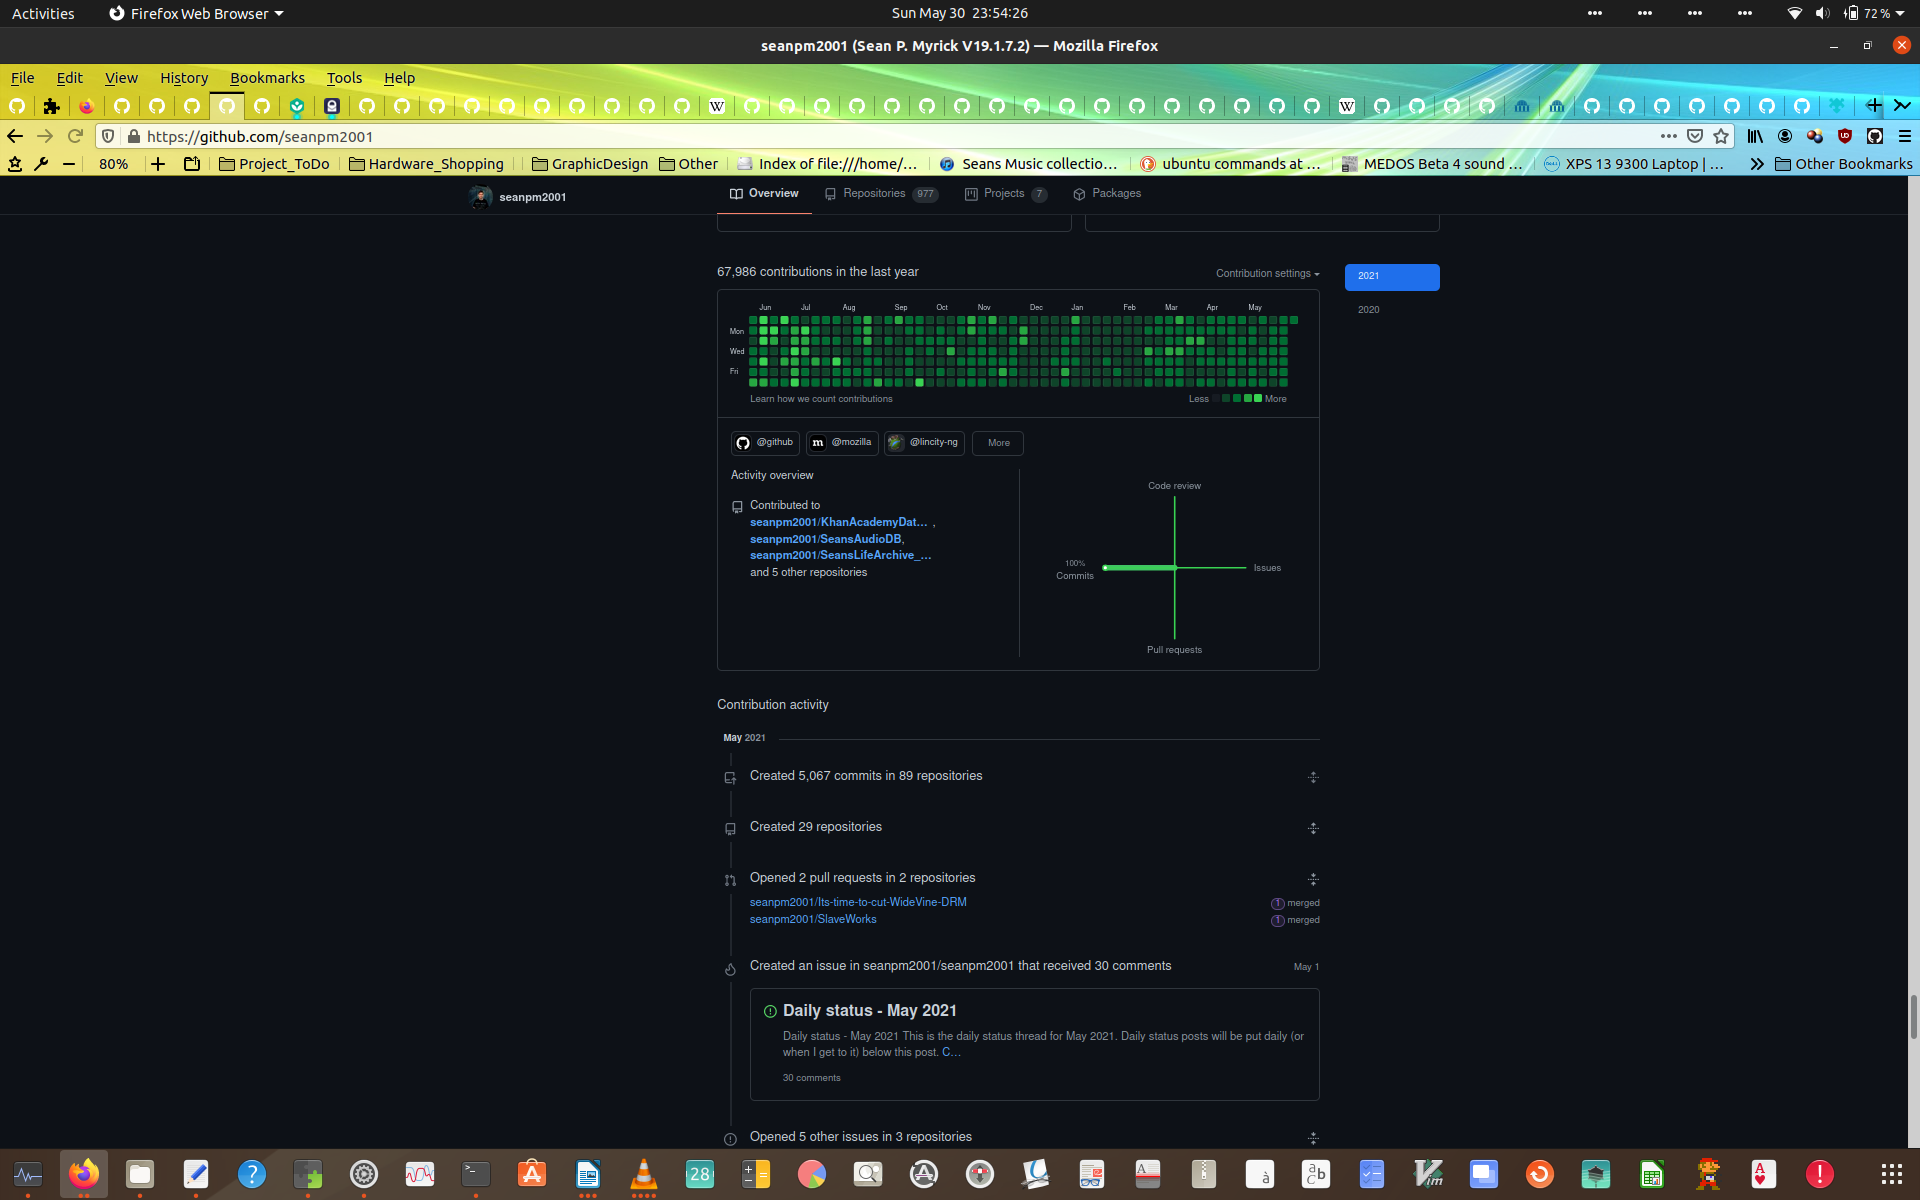 Activities
Firefox Web Browser
Sun May 30 23:54:26
72 %
seanpm2001 (Sean P. Myrick V19.1.7.2) — Mozilla Firefox
File Edit View History Bookmarks Tools Help
https://github.com/seanpm2001
80%
Project_ToDo
Hardware_Shopping
GraphicDesign
Other
Index of file:///home/…
Seans Music collectio…
ubuntu commands at …
MEDOS Beta 4 sound …
XPS 13 9300 Laptop | …
Other Bookmarks
seanpm2001
Overview
Repositories 977
Projects 7
Packages
67,986 contributions in the last year
Contribution settings
2021
2020
Jun Jul Aug Sep Oct Nov Dec Jan Feb Mar Apr May
Mon
Wed
Fri
Learn how we count contributions
Less More
@github
@mozilla
@lincity-ng
More
Activity overview
Contributed to
seanpm2001/KhanAcademyDat… ,
seanpm2001/SeansAudioDB,
seanpm2001/SeansLifeArchive_…
and 5 other repositories
Code review
100%
Commits
Issues
Pull requests
Contribution activity
May 2021
Created 5,067 commits in 89 repositories
Created 29 repositories
Opened 2 pull requests in 2 repositories
seanpm2001/Its-time-to-cut-WideVine-DRM
1 merged
seanpm2001/SlaveWorks
1 merged
Created an issue in seanpm2001/seanpm2001 that received 30 comments
May 1
Daily status - May 2021
Daily status - May 2021 This is the daily status thread for May 2021. Daily status posts will be put daily (or
when I get to it) below this post. C…
30 comments
Opened 5 other issues in 3 repositories
28